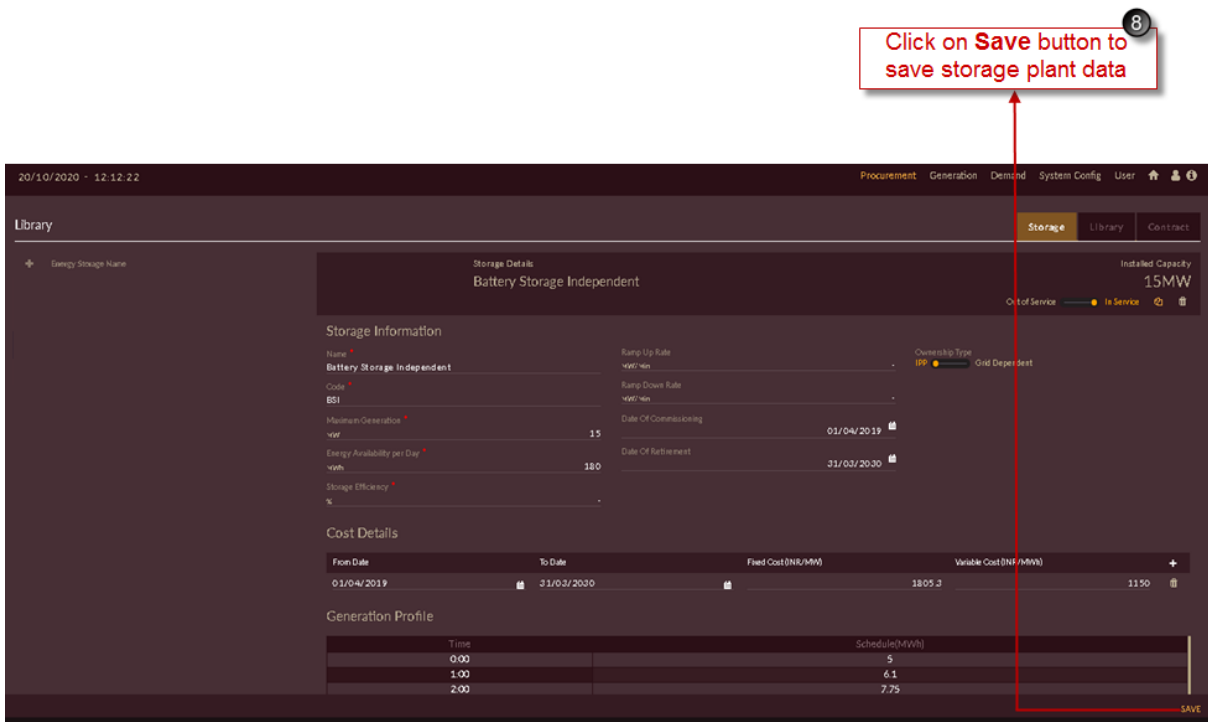 8
Click on Save button to
save storage plant data
20/10/2020 - 12:12:22
Procurement Generation Demand System Config User
Library
Storage Library Contract
Energy Storage Name
Storage Details
Battery Storage Independent
Installed Capacity
15MW
Out of Service In Service
Storage Information
Name *
Battery Storage Independent
Code *
BSI
Maximum Generation *
MW 15
Energy Availability per Day *
MWh 180
Storage Efficiency *
% -
Ramp Up Rate
MW/Min -
Ramp Down Rate
MW/Min -
Date Of Commissioning
01/04/2019
Date Of Retirement
31/03/2030
Ownership Type
IPP Grid Dependent
Cost Details
From Date To Date Fixed Cost(INR/MW) Variable Cost(INR/MWh) +
01/04/2019 31/03/2030 1805.3 1150
Generation Profile
Time Schedule(MWh)
0:00 5
1:00 6.1
2:00 7.75
SAVE